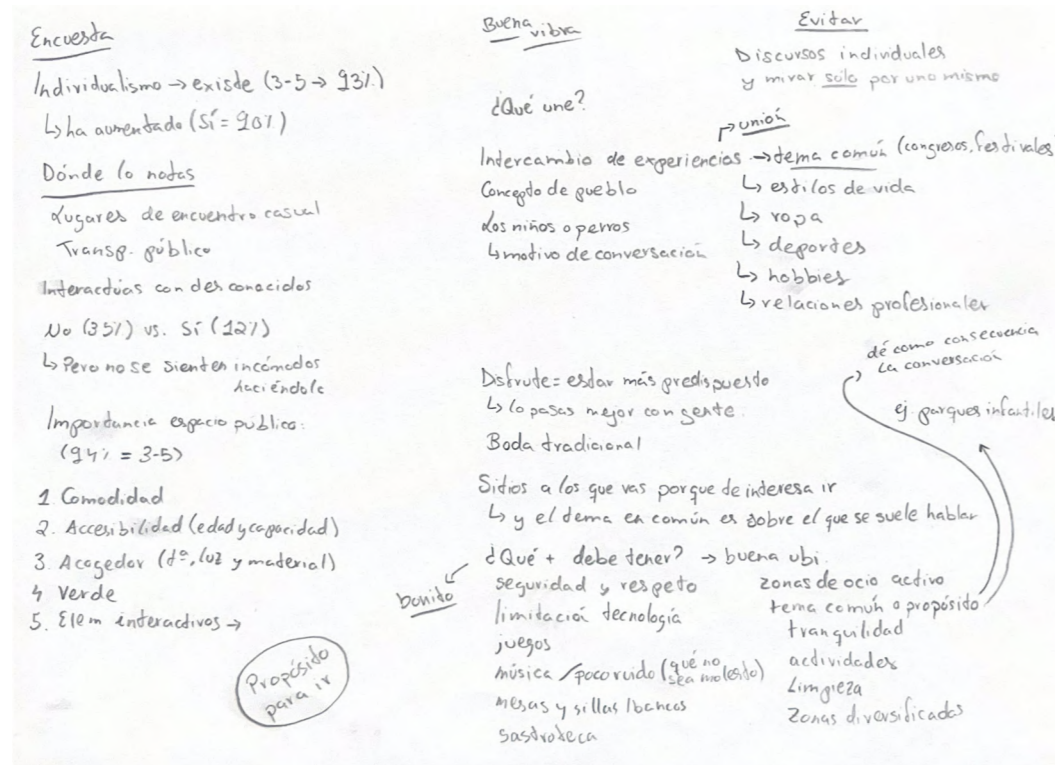 Encuesta
Individualismo → existe (3-5 → 93%)
↳ ha aumentado (Sí = 90%)
Dónde lo notas
Lugares de encuentro casual
Transp. público
Interactúas con desconocidos
No (35%) vs. Sí (12%)
↳ Pero no se sienten incómodos
haciéndolo
Importancia espacio público:
(94% = 3-5)
1. Comodidad
2. Accesibilidad (edad y capacidad)
3. Acogedor (tª, luz y material)
4 Verde
5. Elem interactivos →
Propósito
para ir
Buena
vibra
¿Qué une?
Intercambio de experiencias → tema común (congresos, festivales
Concepto de pueblo
Los niños o perros
↳ motivo de conversación
Disfrute = estar más predispuesto
↳ lo pasas mejor con gente.
Boda tradicional
Sitios a los que vas porque te interesa ir
↳ y el tema en común es sobre el que se suele hablar
¿Qué + debe tener? → buena ubi.
bonito
seguridad y respeto
limitación tecnología
juegos
música / poco ruido (qué no
sea molesto)
mesas y sillas / bancos
Evitar
Discursos individuales
y mirar solo por uno mismo
unión
↳ estilos de vida
↳ ropa
↳ deportes
↳ hobbies
↳ relaciones profesionales
dé como consecuencia
la conversación
ej. parques infantiles
zonas de ocio activo
tema común o propósito
tranquilidad
actividades
Limpieza
Zonas diversificadas